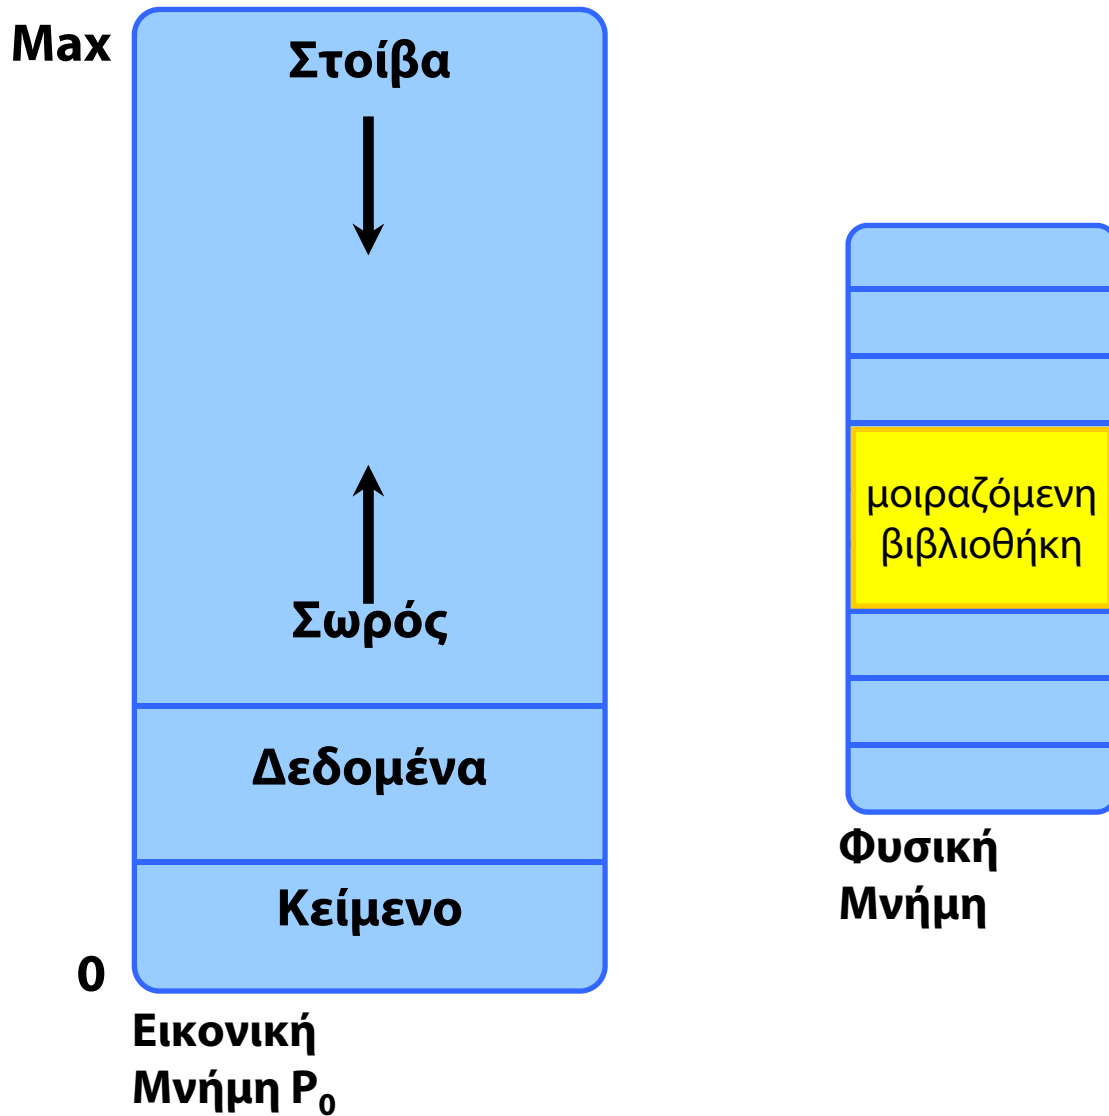 Max
Στοίβα
Σωρός
Δεδομένα
Κείμενο
0
Εικονική
Μνήμη P₀
μοιραζόμενη
βιβλιοθήκη
Φυσική
Μνήμη